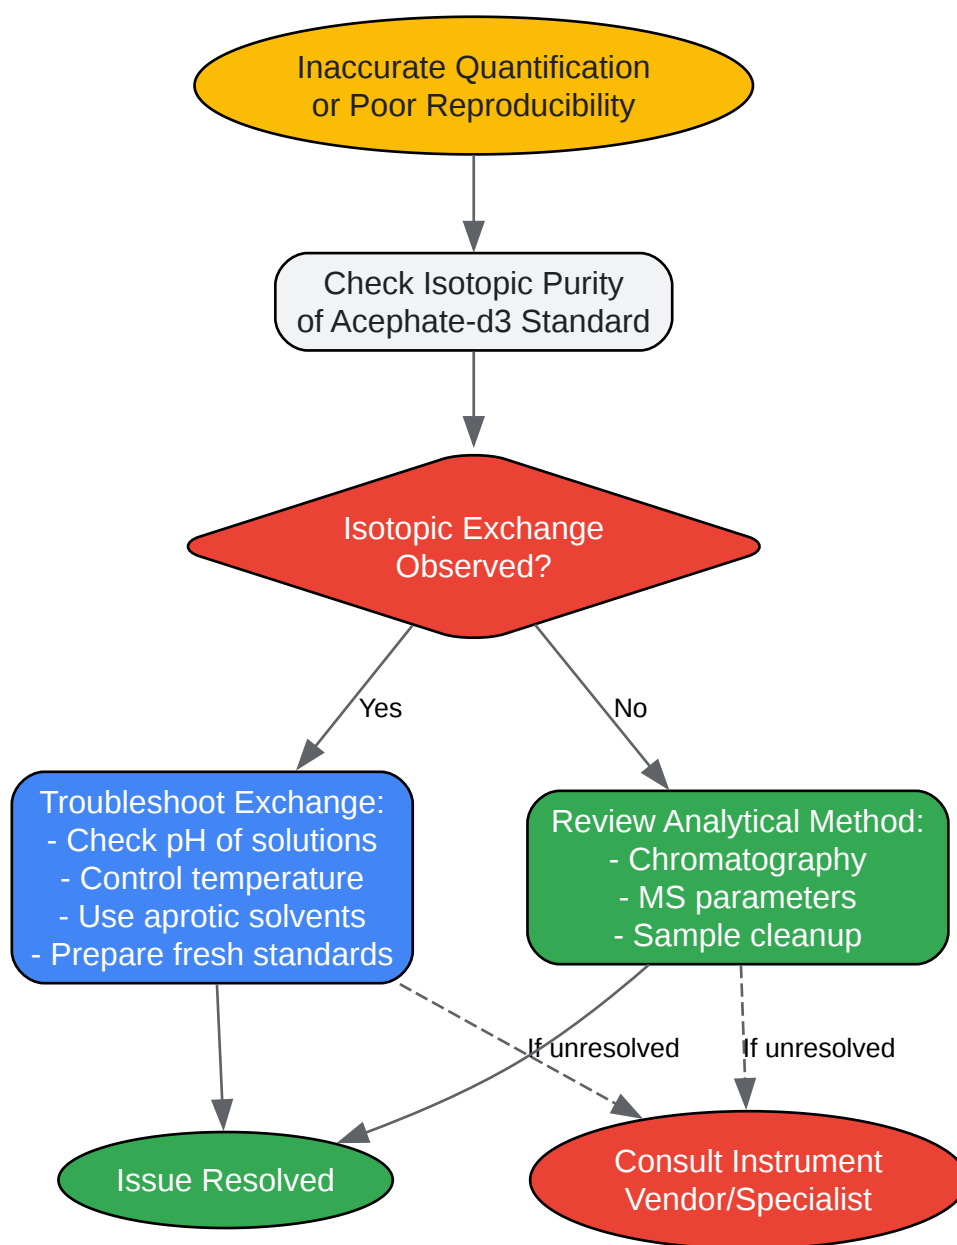 Inaccurate Quantification
or Poor Reproducibility
Check Isotopic Purity
of Acephate-d3 Standard
Isotopic Exchange
Observed?
Yes
No
Troubleshoot Exchange:
- Check pH of solutions
- Control temperature
- Use aprotic solvents
- Prepare fresh standards
Review Analytical Method:
- Chromatography
- MS parameters
- Sample cleanup
If unresolved
If unresolved
Issue Resolved
Consult Instrument
Vendor/Specialist